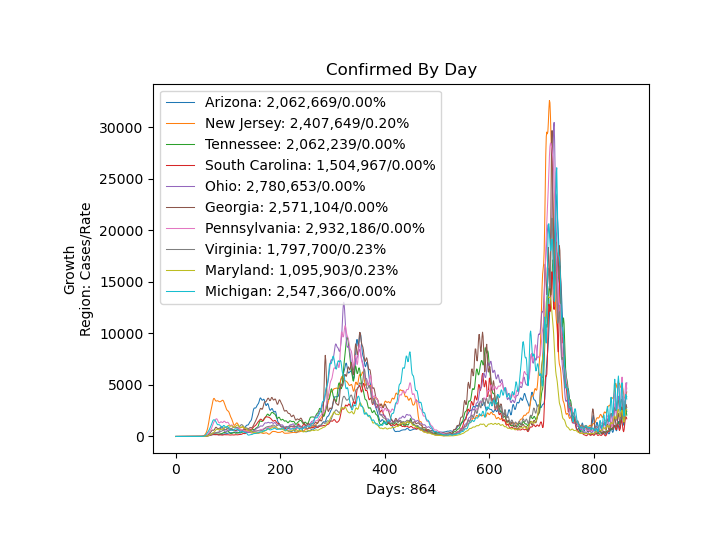 Confirmed By Day
Growth
Region: Cases/Rate
30000
25000
20000
15000
10000
5000
0
Arizona: 2,062,669/0.00%
New Jersey: 2,407,649/0.20%
Tennessee: 2,062,239/0.00%
South Carolina: 1,504,967/0.00%
Ohio: 2,780,653/0.00%
Georgia: 2,571,104/0.00%
Pennsylvania: 2,932,186/0.00%
Virginia: 1,797,700/0.23%
Maryland: 1,095,903/0.23%
Michigan: 2,547,366/0.00%
0 200 400 600 800
Days: 864